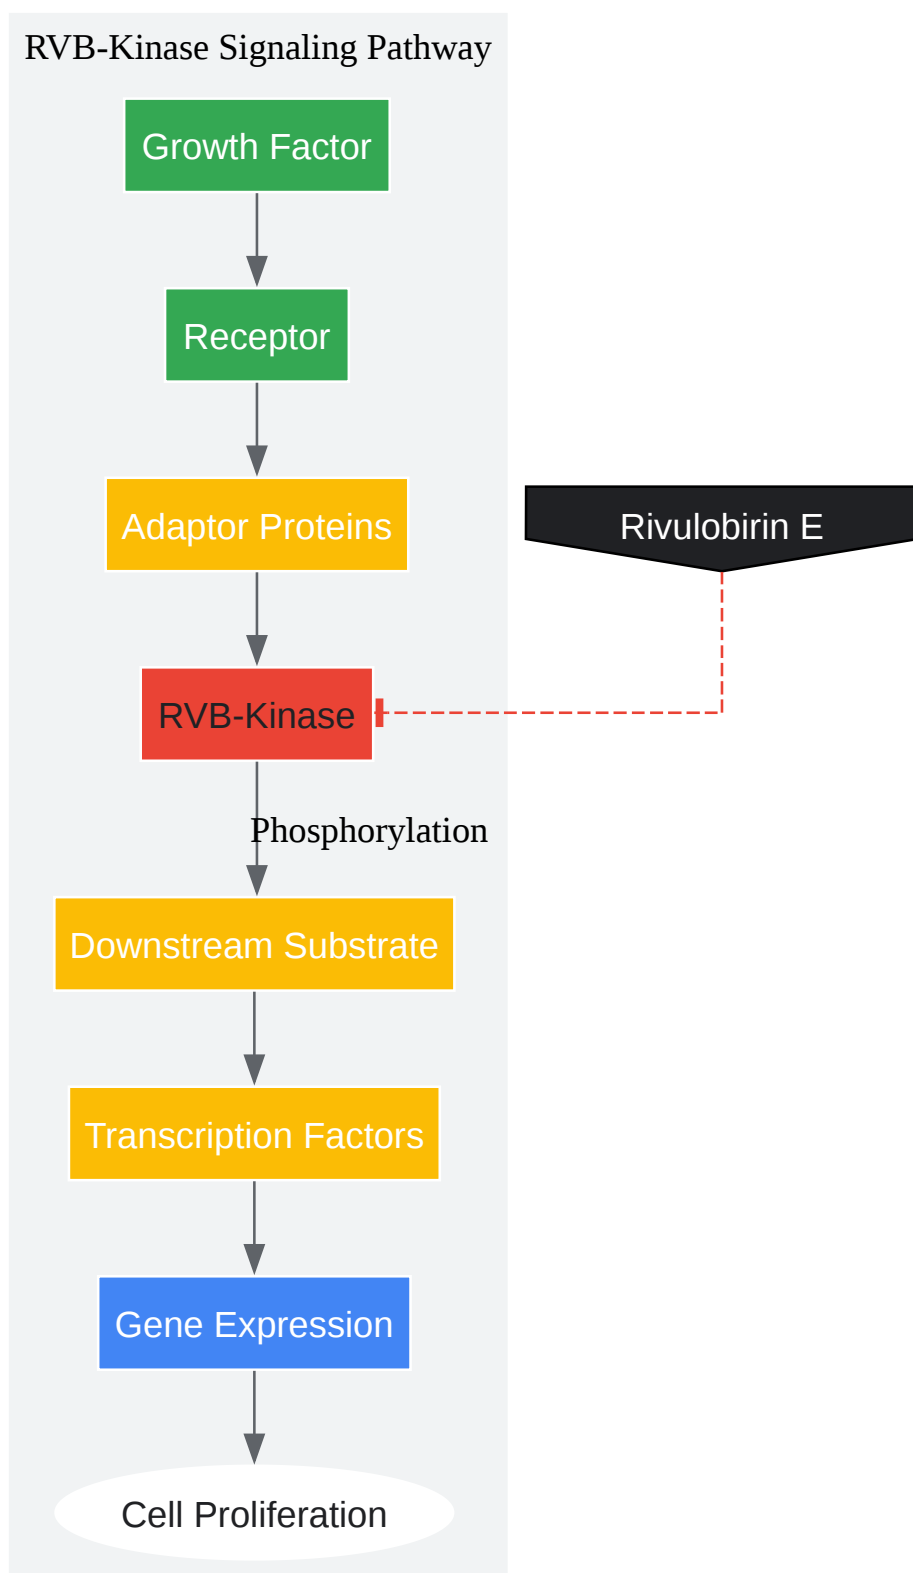 RVB-Kinase Signaling Pathway
Growth Factor
Receptor
Adaptor Proteins
Rivulobirin E
RVB-Kinase
Phosphorylation
Downstream Substrate
Transcription Factors
Gene Expression
Cell Proliferation